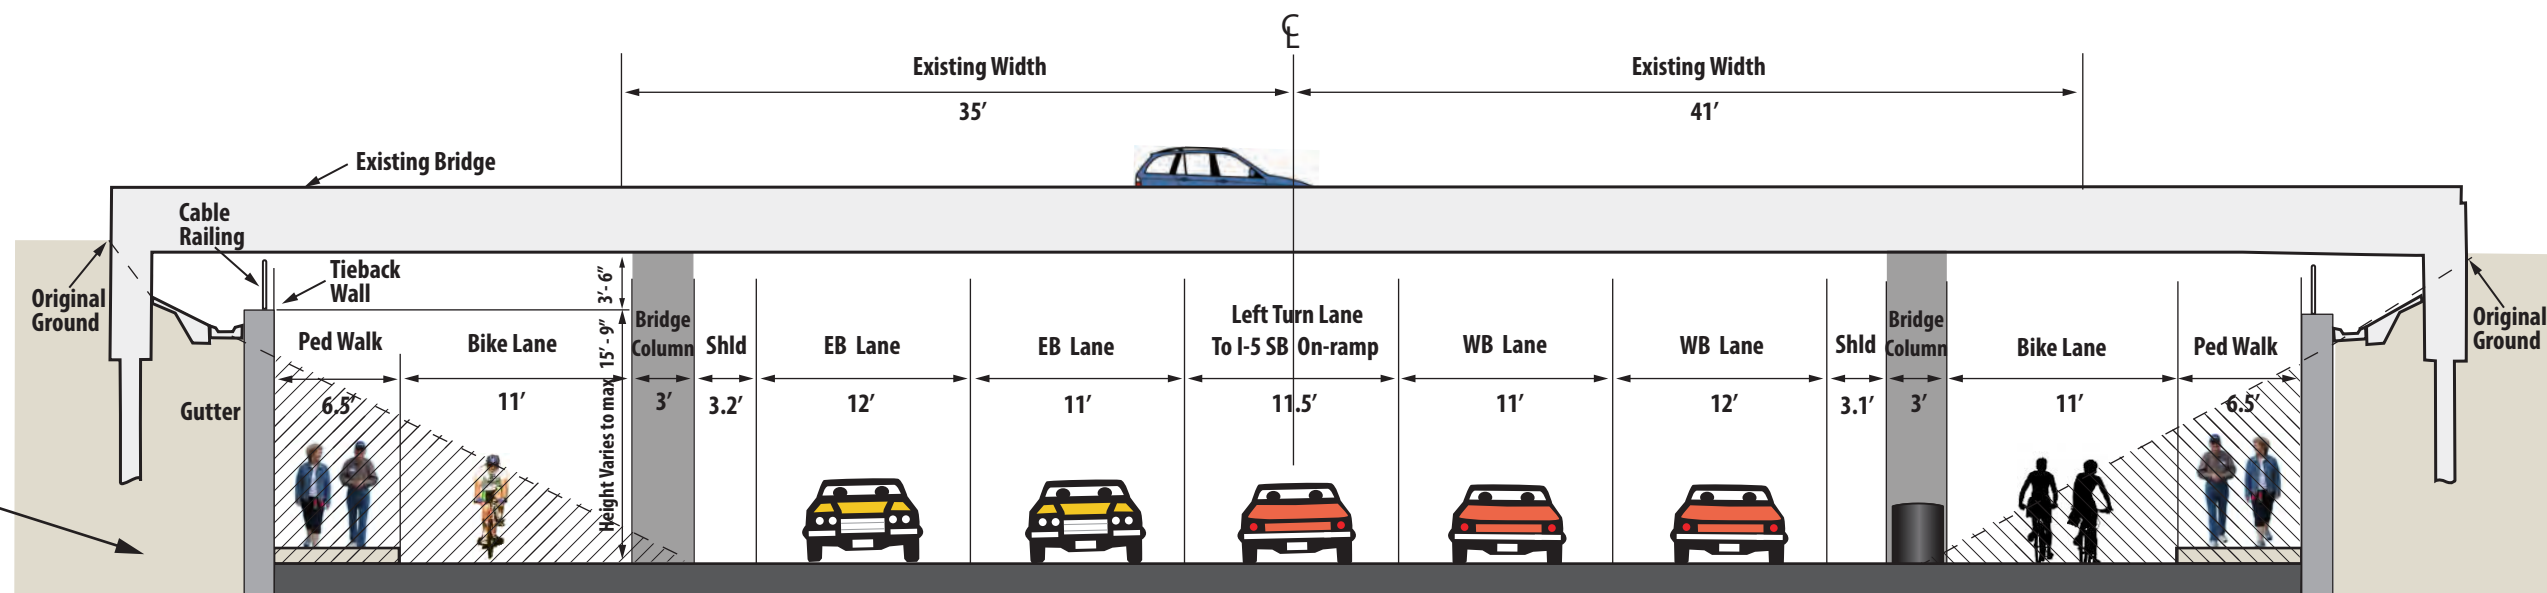 ℄
Existing Width
Existing Width
35′
41′
Existing Bridge
Cable
Railing
Tieback
Wall
Original
Ground
3′- 6″
Height Varies to max 15′ - 9″
Bridge
Column
Bridge
Column
Left Turn Lane
To I-5 SB On-ramp
Original
Ground
Ped Walk
Bike Lane
Shld
EB Lane
EB Lane
WB Lane
WB Lane
Shld
Bike Lane
Ped Walk
Gutter
6.5′
11′
3′
3.2′
12′
11′
11.5′
11′
12′
3.1′
3′
11′
6.5′